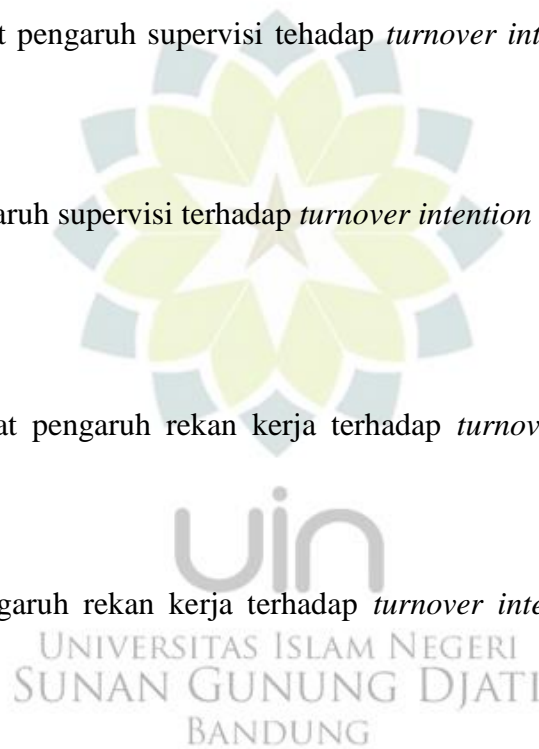 t pengaruh supervisi tehadap turnover int
aruh supervisi terhadap turnover intention
at pengaruh rekan kerja terhadap turnov
uin
garuh rekan kerja terhadap turnover inte
UNIVERSITAS ISLAM NEGERI
SUNAN GUNUNG DJATI
BANDUNG